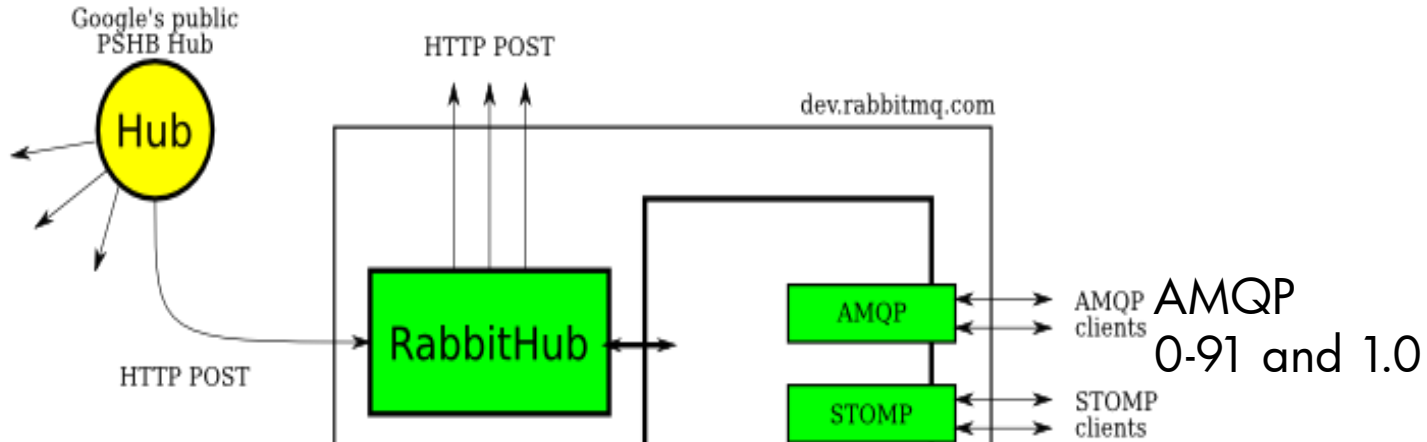 Google's public
PSHB Hub
HTTP POST
dev.rabbitmq.com
Hub
AMQP
AMQP
clients
AMQP
0-91 and 1.0
RabbitHub
HTTP POST
STOMP
STOMP
clients